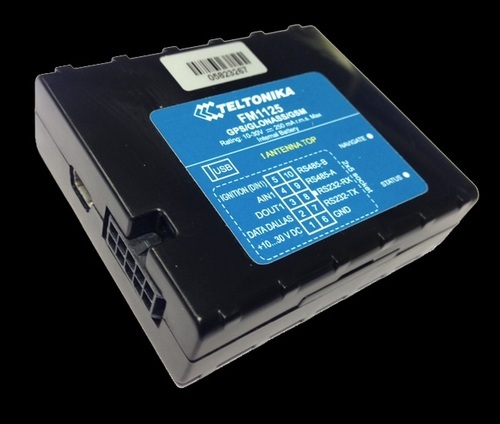 05823267
TELTONIKA
FM1125
GPS/GLONASS/GSM
Rating: 10-30V ⎓ 250 mA r.m.s. Max
Internal Battery
NAVIGATE
! ANTENNA TOP
USB
STATUS
IGNITION (DIN1) 5 10 RS485-B
AIN1 4 9 RS485-A
DOUT1 3 8 RS232-RX
DATA DALLAS 2 7 RS232-TX
+10...30 V DC 1 6 GND